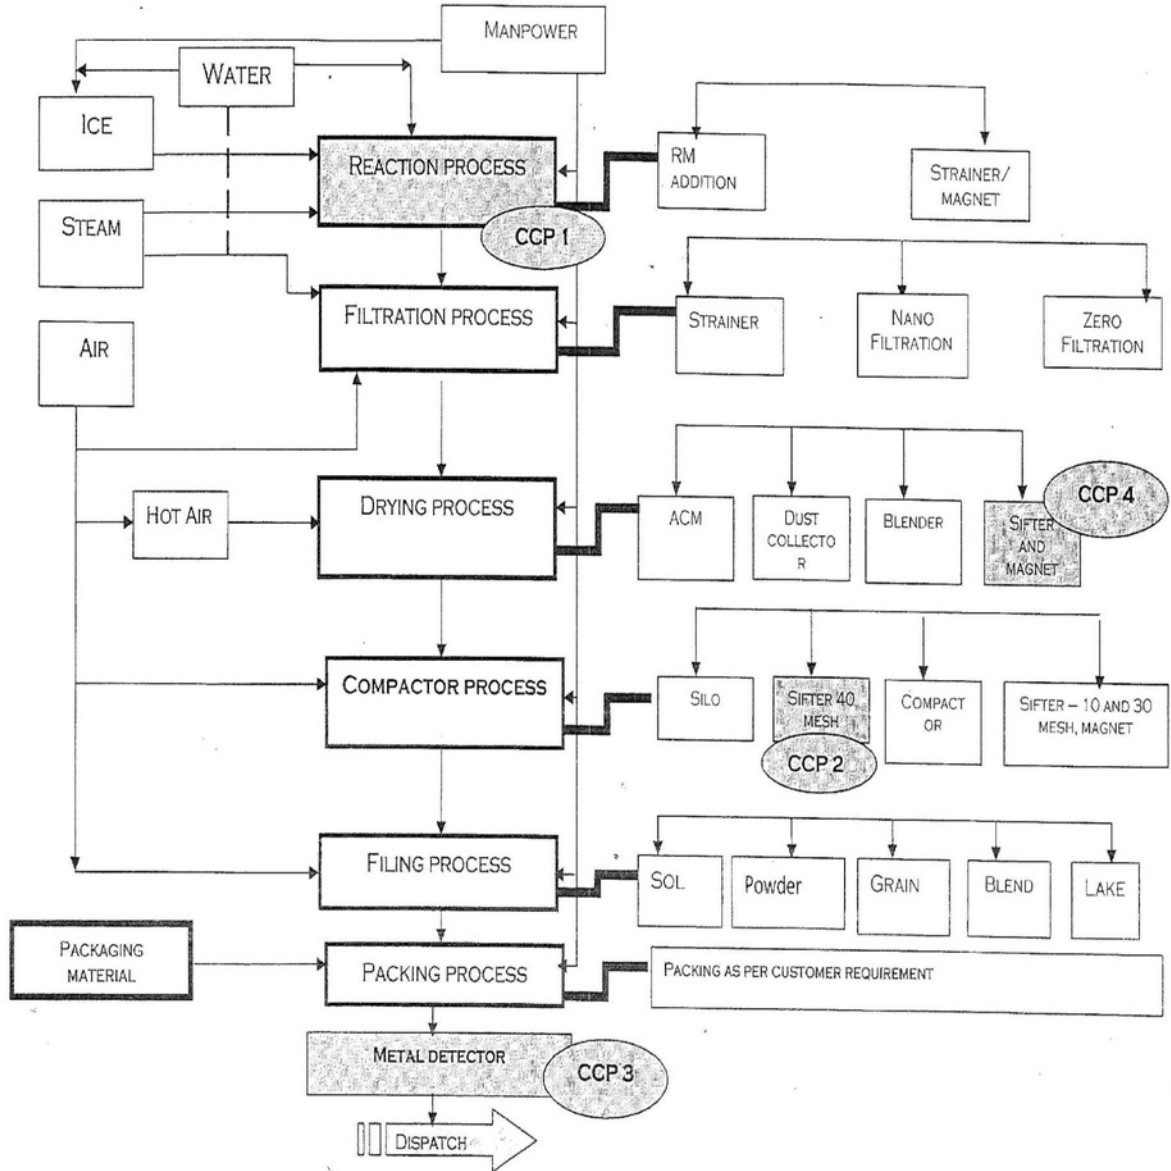 MANPOWER
WATER
ICE
REACTION PROCESS
RM
ADDITION
STRAINER/
MAGNET
STEAM
CCP 1
FILTRATION PROCESS
STRAINER
NANO
FILTRATION
ZERO
FILTRATION
AIR
HOT AIR
DRYING PROCESS
ACM
DUST
COLLECTO
R
BLENDER
SIFTER
AND
MAGNET
CCP 4
COMPACTOR PROCESS
SILO
SIFTER 40
MESH
CCP 2
COMPACT
OR
SIFTER – 10 AND 30
MESH, MAGNET
FILING PROCESS
SOL
Powder
GRAIN
BLEND
LAKE
PACKAGING
MATERIAL
PACKING PROCESS
PACKING AS PER CUSTOMER REQUIREMENT
METAL DETECTOR
CCP 3
DISPATCH